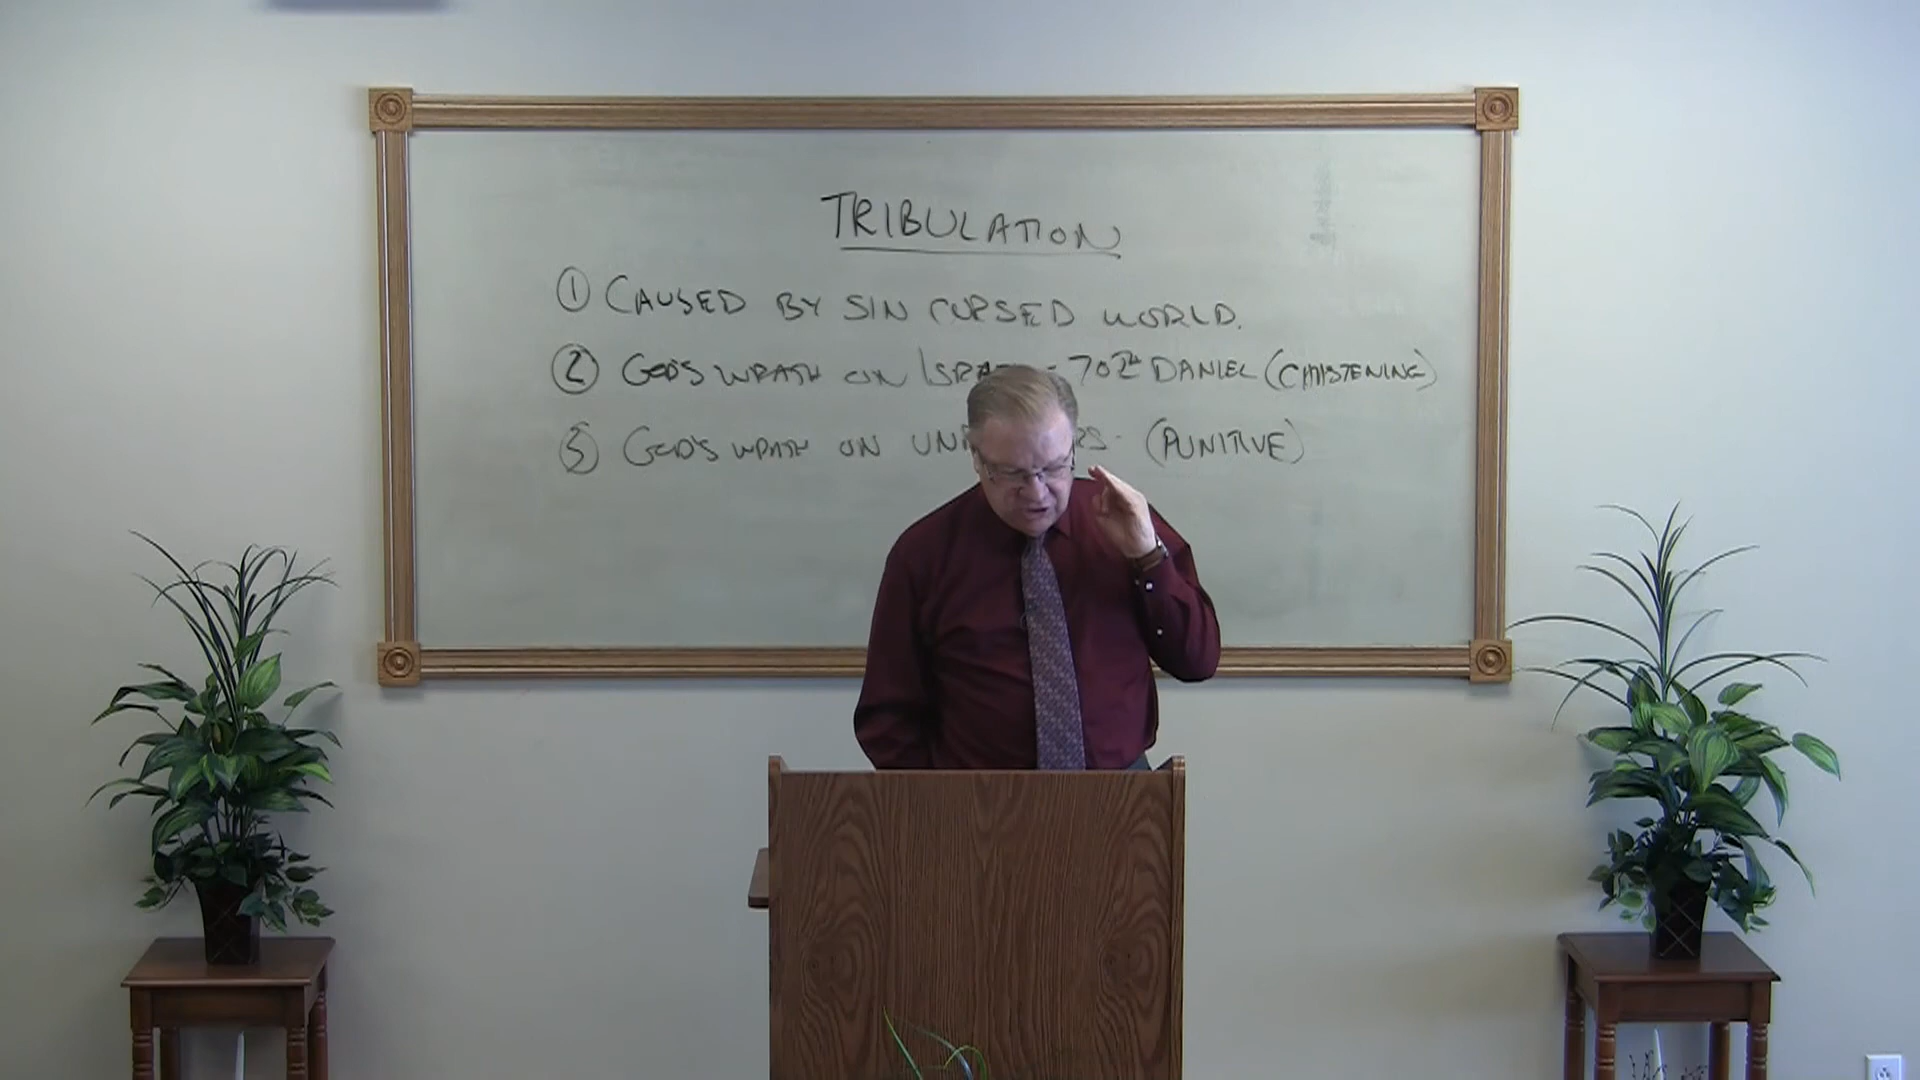 TRIBULATION
① CAUSED BY SIN CURSED WORLD.
② GOD'S WRATH ON - 70TH DANIEL (CHASTENING)
③ GOD'S WRATH ON (PUNITIVE)